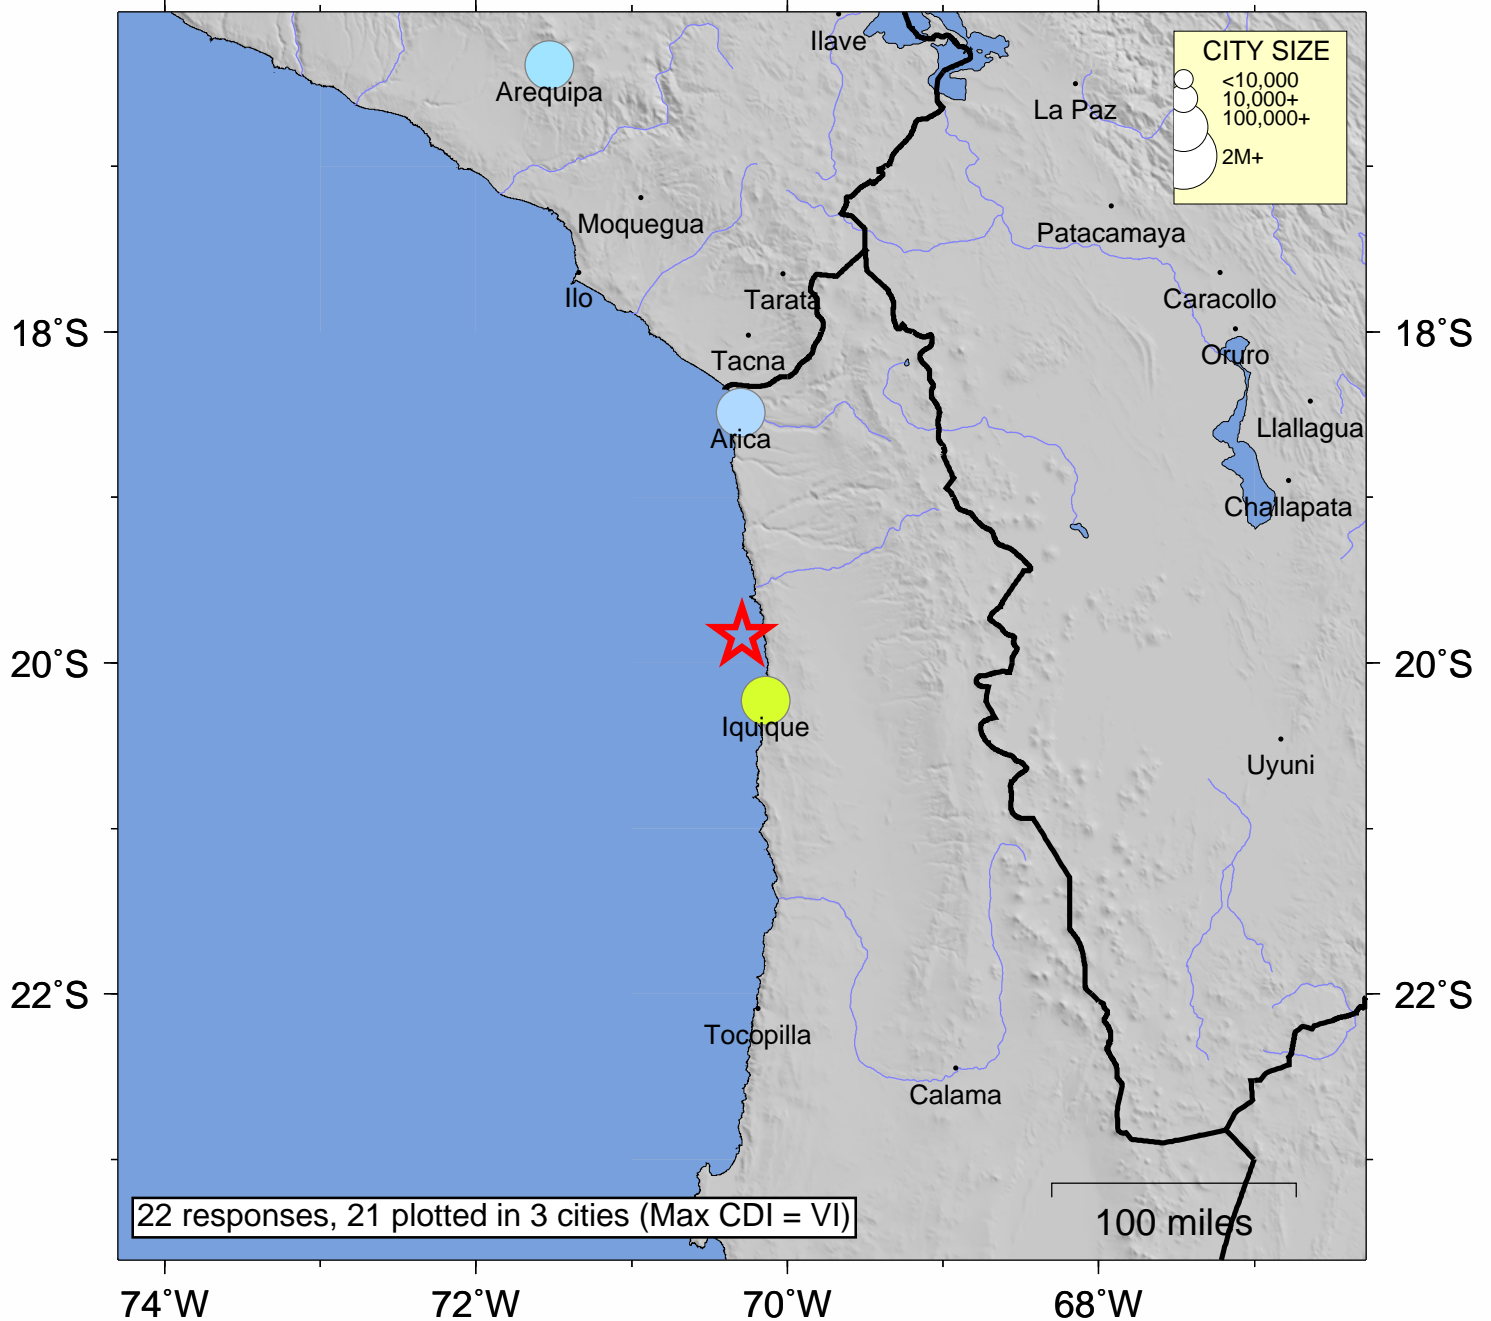 Ilave
CITY SIZE
<10,000
10,000+
100,000+
2M+
Arequipa
La Paz
Moquegua
Patacamaya
Ilo
Tarata
Caracollo
18°S
18°S
Tacna
Oruro
Arica
Llallagua
Challapata
20°S
20°S
Iquique
Uyuni
22°S
22°S
Tocopilla
Calama
22 responses, 21 plotted in 3 cities (Max CDI = VI)
100 miles
74°W
72°W
70°W
68°W